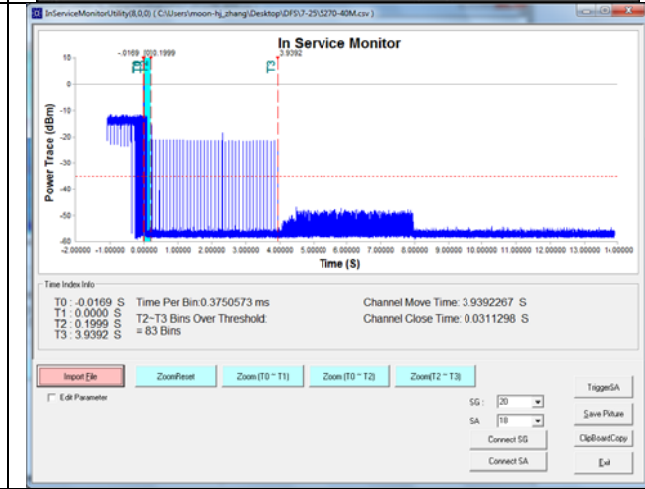 InServiceMonitorUtility(8,0,0) ( C:\Users\moon-hj_zhang\Desktop\DFS\7-25\5270-40M.csv )
In Service Monitor
-.0169 0.1999 3.9392
T3
Power Trace (dBm)
10
0
-10
-20
-30
-40
-50
-60
-2.00000 -1.00000 0.00000 1.00000 2.00000 3.00000 4.00000 5.00000 6.00000 7.00000 8.00000 9.00000 10.00000 11.00000 12.00000 13.00000 14.00000
Time (S)
Time Index Info
T0 : -0.0169 S
T1 : 0.0000 S
T2 : 0.1999 S
T3 : 3.9392 S
Time Per Bin:0.3750573 ms
T2~T3 Bins Over Threshold:
= 83 Bins
Channel Move Time: 3.9392267 S
Channel Close Time: 0.0311298 S
Import File
ZoomReset
Zoom (T0 ~ T1)
Zoom (T0 ~ T2)
Zoom(T2 ~ T3)
Edit Parameter
SG : 20
SA 18
Connect SG
Connect SA
TriggerSA
Save Pirture
ClipBoardCopy
Exit